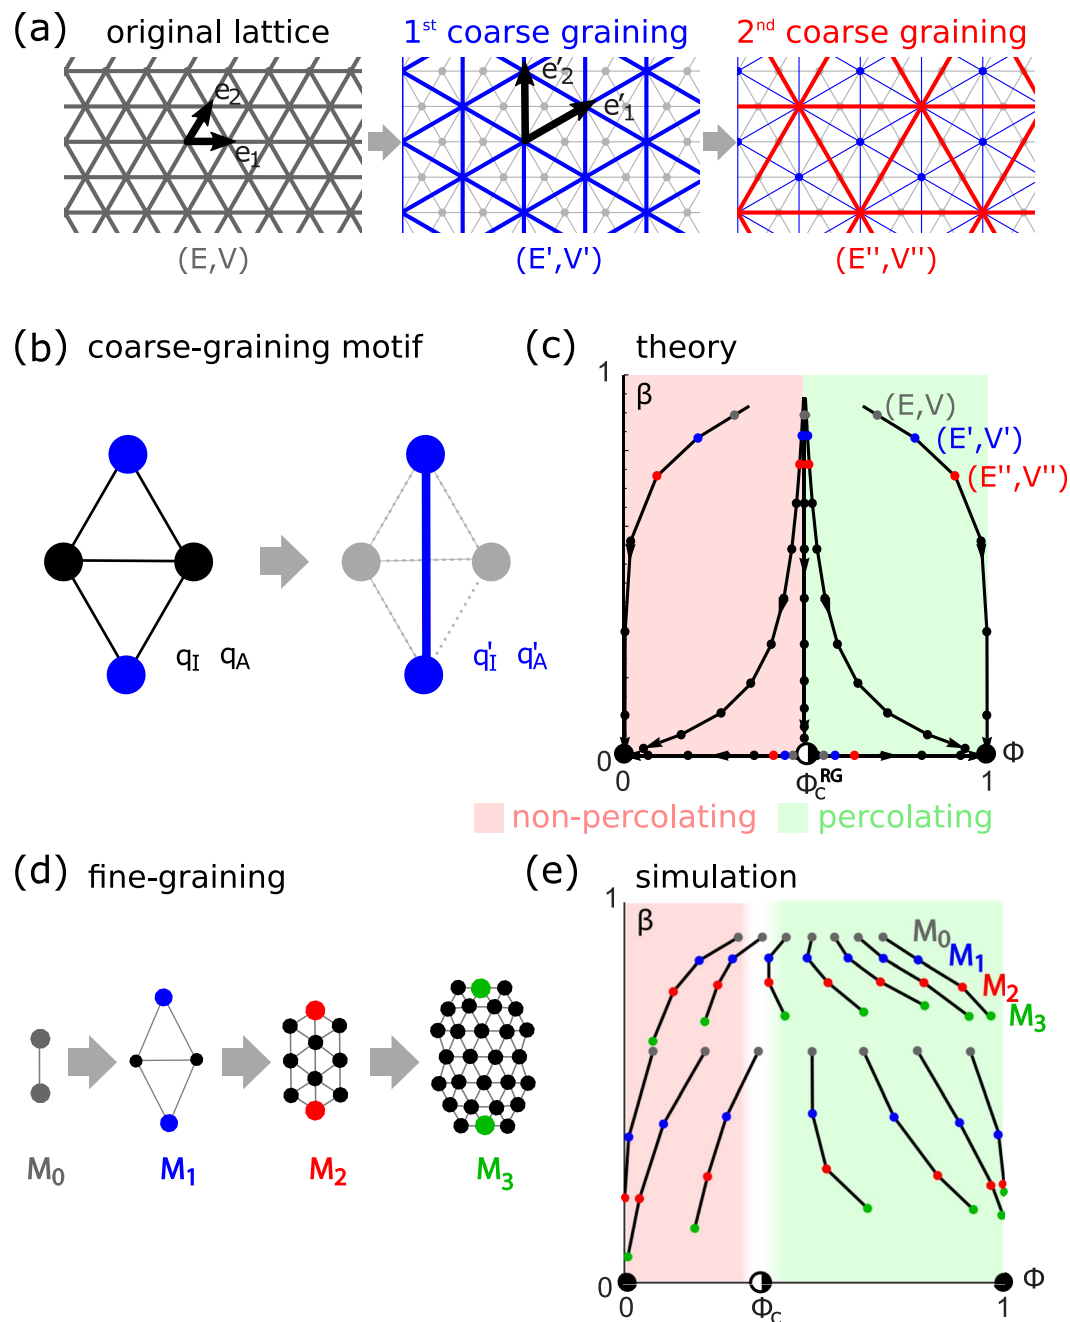 (a) original lattice 1st coarse graining 2nd coarse graining
e2 e1 e'2 e'1
(E,V) (E',V') (E'',V'')
(b) coarse-graining motif
qI qA q'I q'A
(c) theory
1
β
(E,V)
(E',V')
(E'',V'')
0 Φ
0 ΦcRG 1
non-percolating percolating
(d) fine-graining
M0 M1 M2 M3
(e) simulation
1
β
M0
M1
M2
M3
0 Φ
0 Φc 1